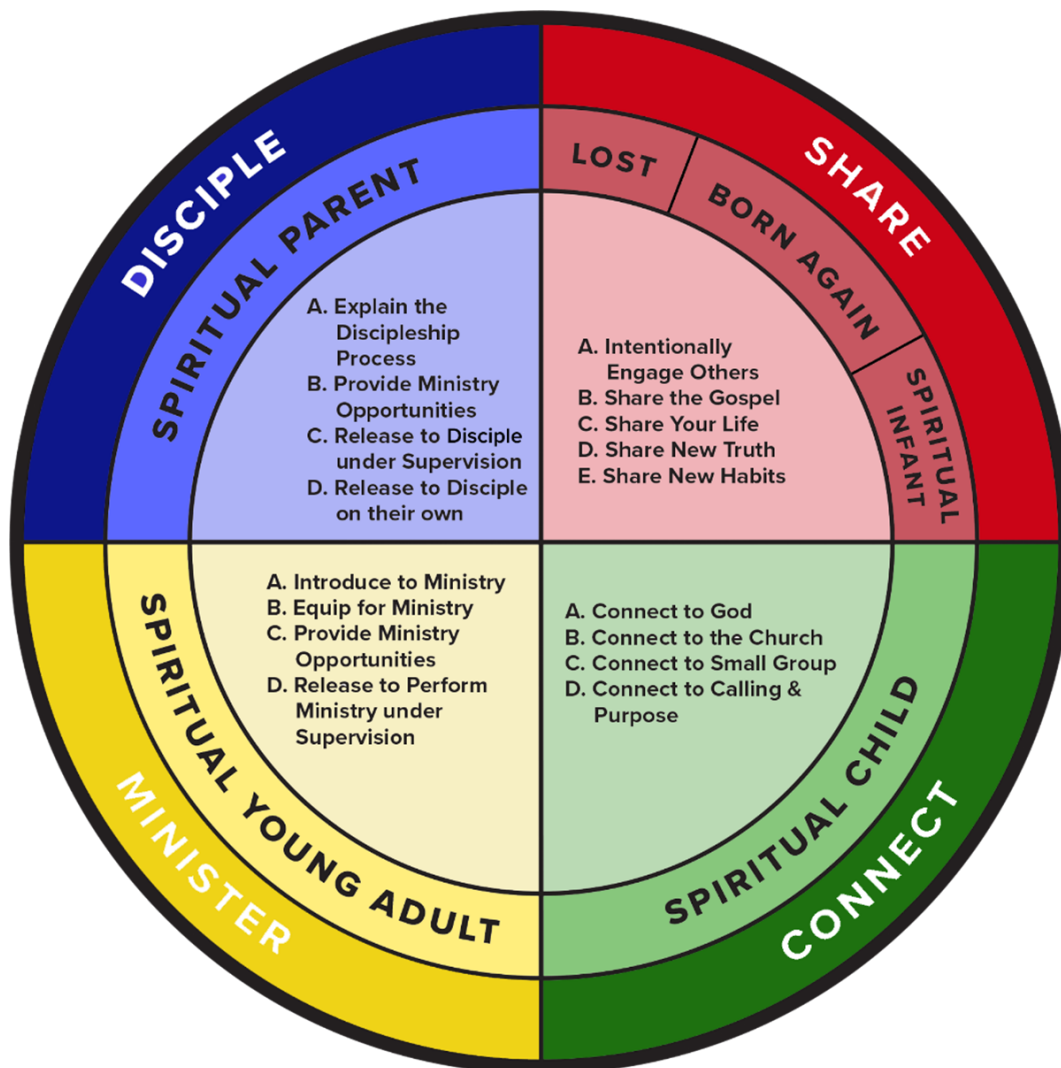 DISCIPLE
SPIRITUAL PARENT
A. Explain the
Discipleship
Process
B. Provide Ministry
Opportunities
C. Release to Disciple
under Supervision
D. Release to Disciple
on their own
SHARE
LOST
BORN AGAIN
SPIRITUAL
INFANT
A. Intentionally
Engage Others
B. Share the Gospel
C. Share Your Life
D. Share New Truth
E. Share New Habits
MINISTER
SPIRITUAL YOUNG ADULT
A. Introduce to Ministry
B. Equip for Ministry
C. Provide Ministry
Opportunities
D. Release to Perform
Ministry under
Supervision
CONNECT
SPIRITUAL CHILD
A. Connect to God
B. Connect to the Church
C. Connect to Small Group
D. Connect to Calling &
Purpose